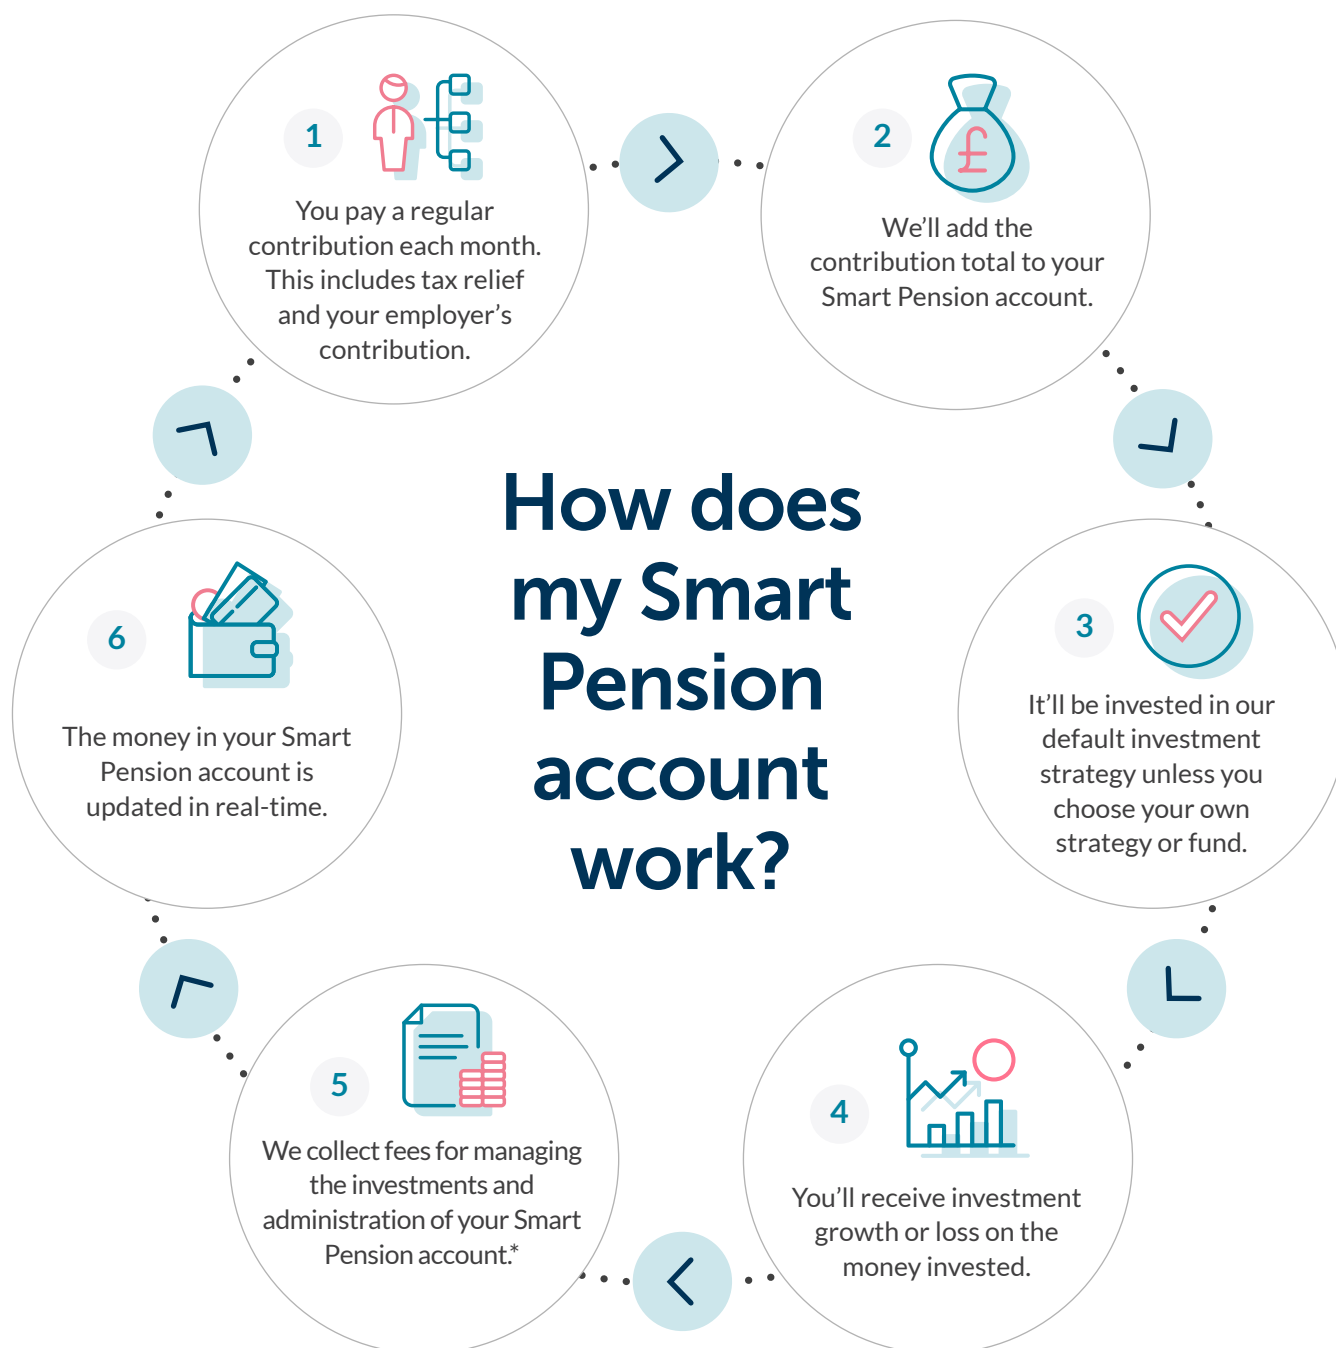 1
You pay a regular
contribution each month.
This includes tax relief
and your employer’s
contribution.
2
£
We’ll add the
contribution total to your
Smart Pension account.
How does
my Smart
Pension
account
work?
3
It’ll be invested in our
default investment
strategy unless you
choose your own
strategy or fund.
4
You’ll receive investment
growth or loss on the
money invested.
5
We collect fees for managing
the investments and
administration of your Smart
Pension account.*
6
The money in your Smart
Pension account is
updated in real-time.